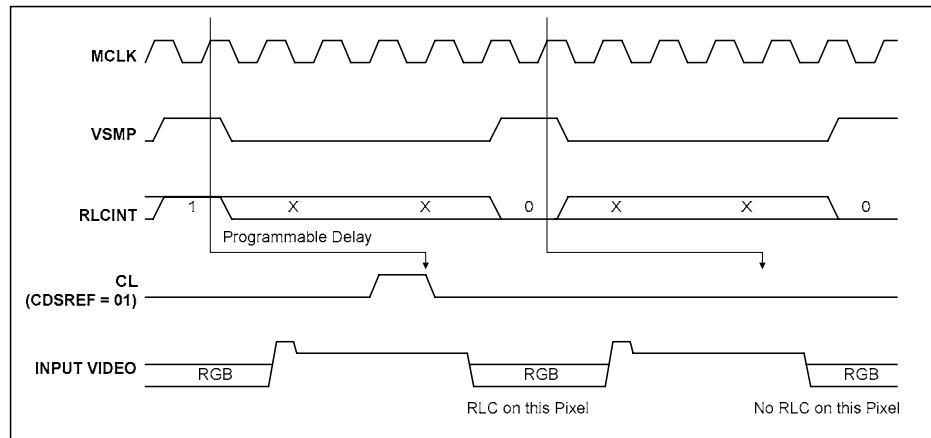 MCLK
VSMP
RLCINT
1 X X 0 X X 0
Programmable Delay
CL
(CDSREF = 01)
INPUT VIDEO
RGB RGB RGB
RLC on this Pixel No RLC on this Pixel